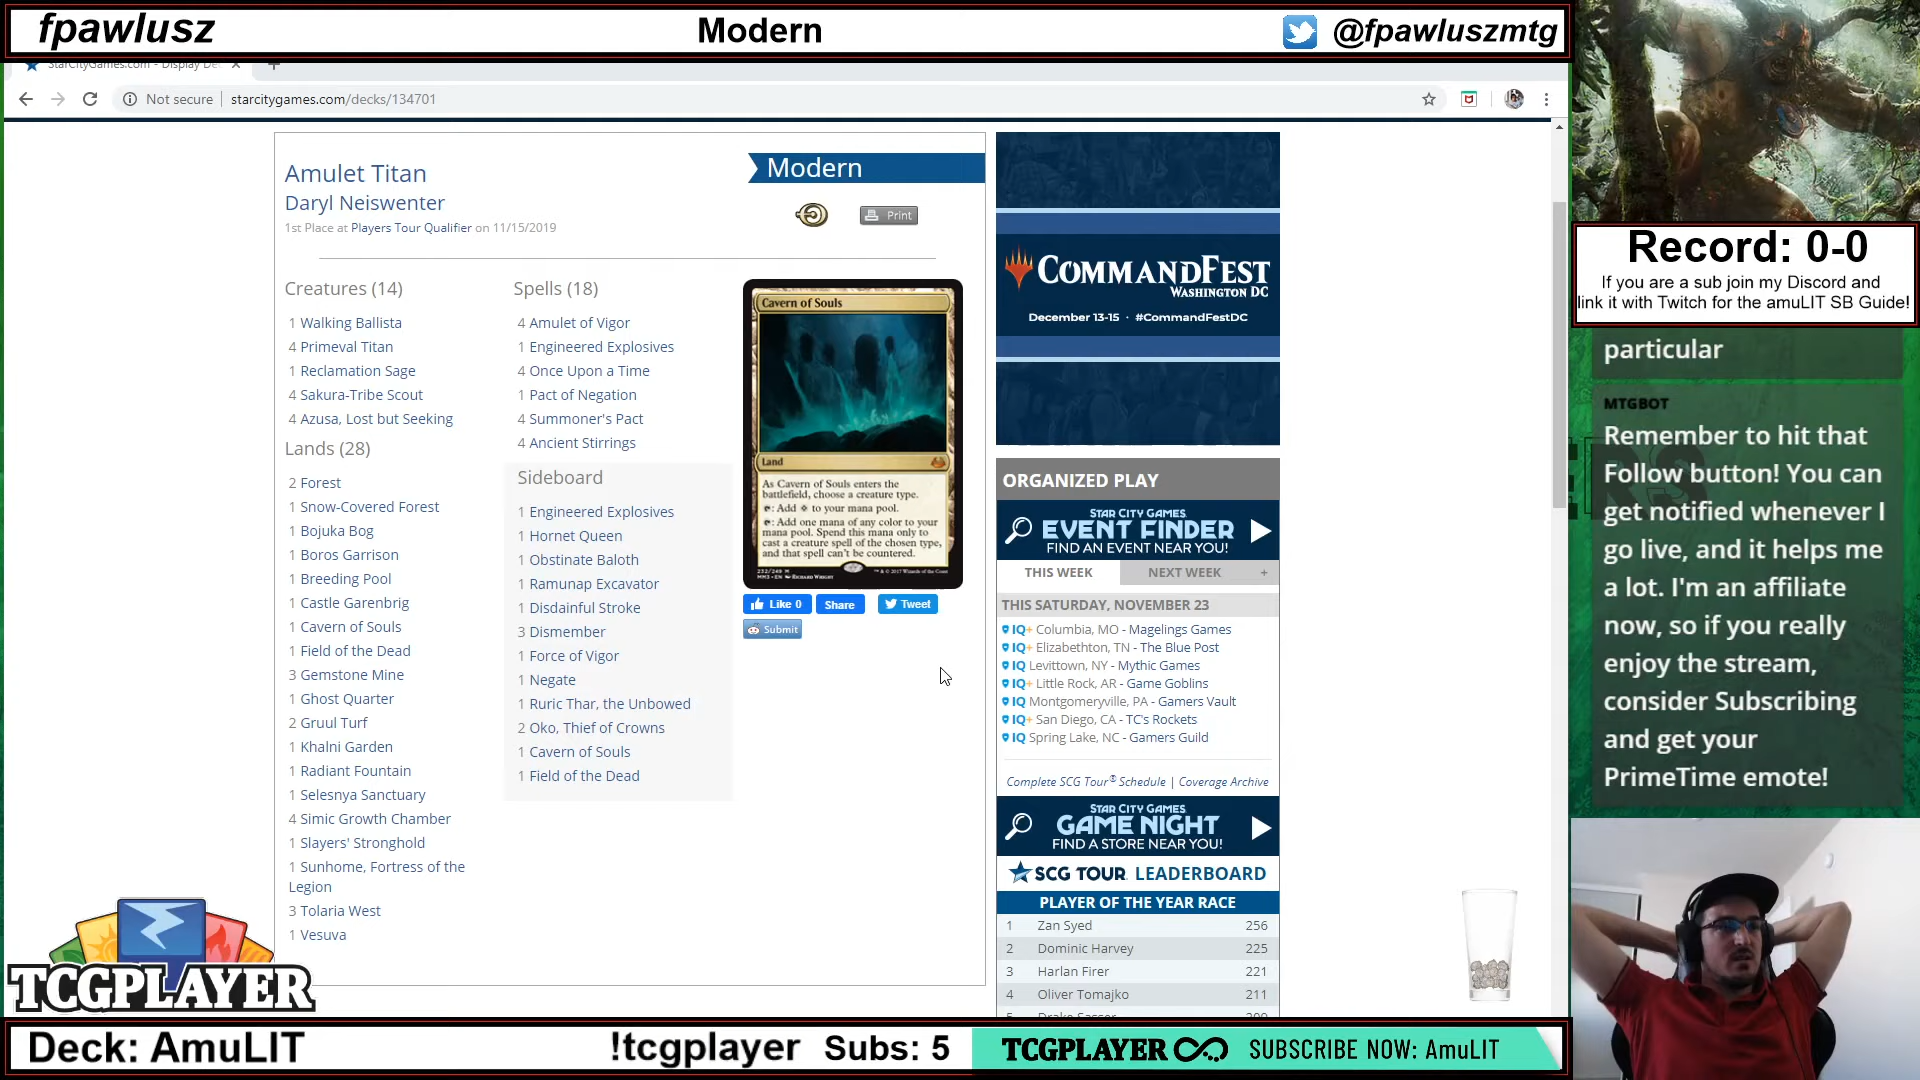 fpawlusz
Modern
@fpawluszmtg
StarCityGames.com - Display De
Not secure
starcitygames.com/decks/134701
Amulet Titan
Daryl Neiswenter
1st Place at Players Tour Qualifier on 11/15/2019
Modern
Print
Creatures (14)
1 Walking Ballista
4 Primeval Titan
1 Reclamation Sage
4 Sakura-Tribe Scout
4 Azusa, Lost but Seeking
Lands (28)
2 Forest
1 Snow-Covered Forest
1 Bojuka Bog
1 Boros Garrison
1 Breeding Pool
1 Castle Garenbrig
1 Cavern of Souls
1 Field of the Dead
3 Gemstone Mine
1 Ghost Quarter
2 Gruul Turf
1 Khalni Garden
1 Radiant Fountain
1 Selesnya Sanctuary
4 Simic Growth Chamber
1 Slayers' Stronghold
1 Sunhome, Fortress of the
Legion
3 Tolaria West
1 Vesuva
Spells (18)
4 Amulet of Vigor
1 Engineered Explosives
4 Once Upon a Time
1 Pact of Negation
4 Summoner's Pact
4 Ancient Stirrings
Sideboard
1 Engineered Explosives
1 Hornet Queen
1 Obstinate Baloth
1 Ramunap Excavator
1 Disdainful Stroke
3 Dismember
1 Force of Vigor
1 Negate
1 Ruric Thar, the Unbowed
2 Oko, Thief of Crowns
1 Cavern of Souls
1 Field of the Dead
Cavern of Souls
Land
As Cavern of Souls enters the
battlefield, choose a creature type.
: Add to your mana pool.
: Add one mana of any color to your
mana pool. Spend this mana only to
cast a creature spell of the chosen type,
and that spell can't be countered.
232/249 M
MM3 • EN Richard Wright
Like 0
Share
Tweet
Submit
COMMANDFEST
WASHINGTON DC
December 13-15 · #CommandFestDC
ORGANIZED PLAY
STAR CITY GAMES
EVENT FINDER
FIND AN EVENT NEAR YOU!
THIS WEEK
NEXT WEEK
+
THIS SATURDAY, NOVEMBER 23
IQ+ Columbia, MO - Magelings Games
IQ+ Elizabethton, TN - The Blue Post
IQ Levittown, NY - Mythic Games
IQ+ Little Rock, AR - Game Goblins
IQ Montgomeryville, PA - Gamers Vault
IQ+ San Diego, CA - TC's Rockets
IQ Spring Lake, NC - Gamers Guild
Complete SCG Tour® Schedule | Coverage Archive
STAR CITY GAMES
GAME NIGHT
FIND A STORE NEAR YOU!
SCG TOUR LEADERBOARD
PLAYER OF THE YEAR RACE
1 Zan Syed 256
2 Dominic Harvey 225
3 Harlan Firer 221
4 Oliver Tomajko 211
Record: 0-0
If you are a sub join my Discord and
link it with Twitch for the amuLIT SB Guide!
particular
MTGBOT
Remember to hit that
Follow button! You can
get notified whenever I
go live, and it helps me
a lot. I'm an affiliate
now, so if you really
enjoy the stream,
consider Subscribing
and get your
PrimeTime emote!
TCGPLAYER
Deck: AmuLIT
!tcgplayer
Subs: 5
TCGPLAYER
SUBSCRIBE NOW: AmuLIT